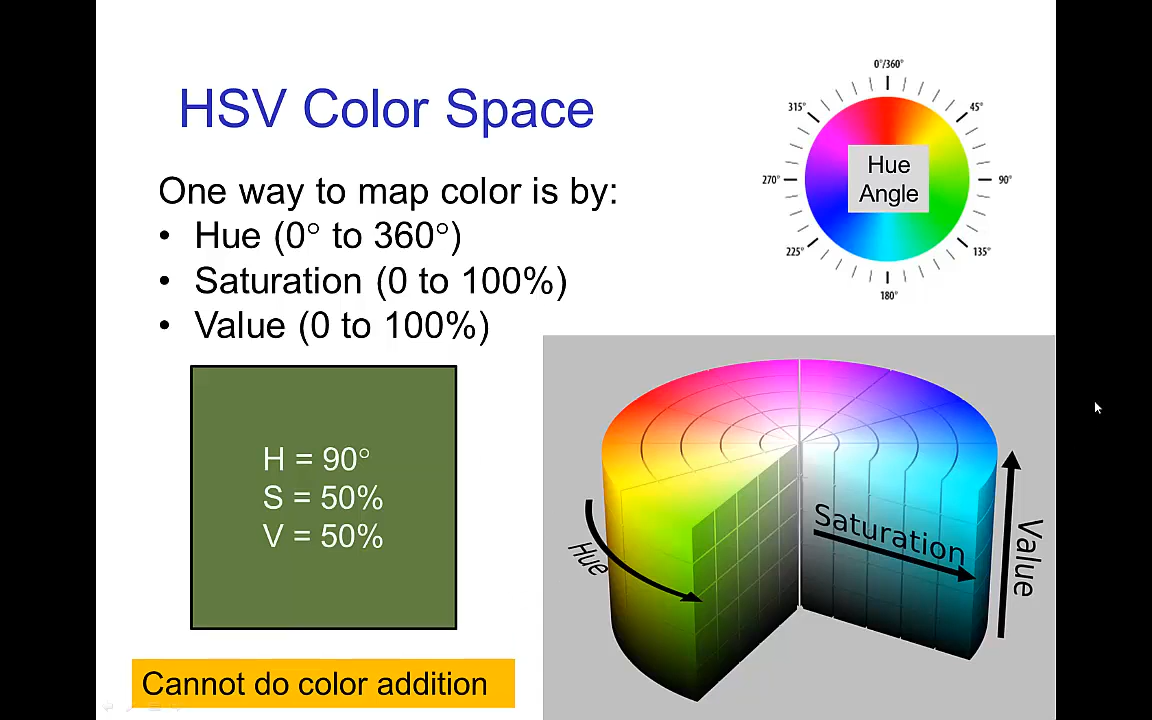 HSV Color Space
One way to map color is by:
• Hue (0° to 360°)
• Saturation (0 to 100%)
• Value (0 to 100%)
0°/360°
315°
45°
Hue
Angle
270°
90°
225°
135°
180°
H = 90°
S = 50%
V = 50%
Hue
Saturation
Value
Cannot do color addition